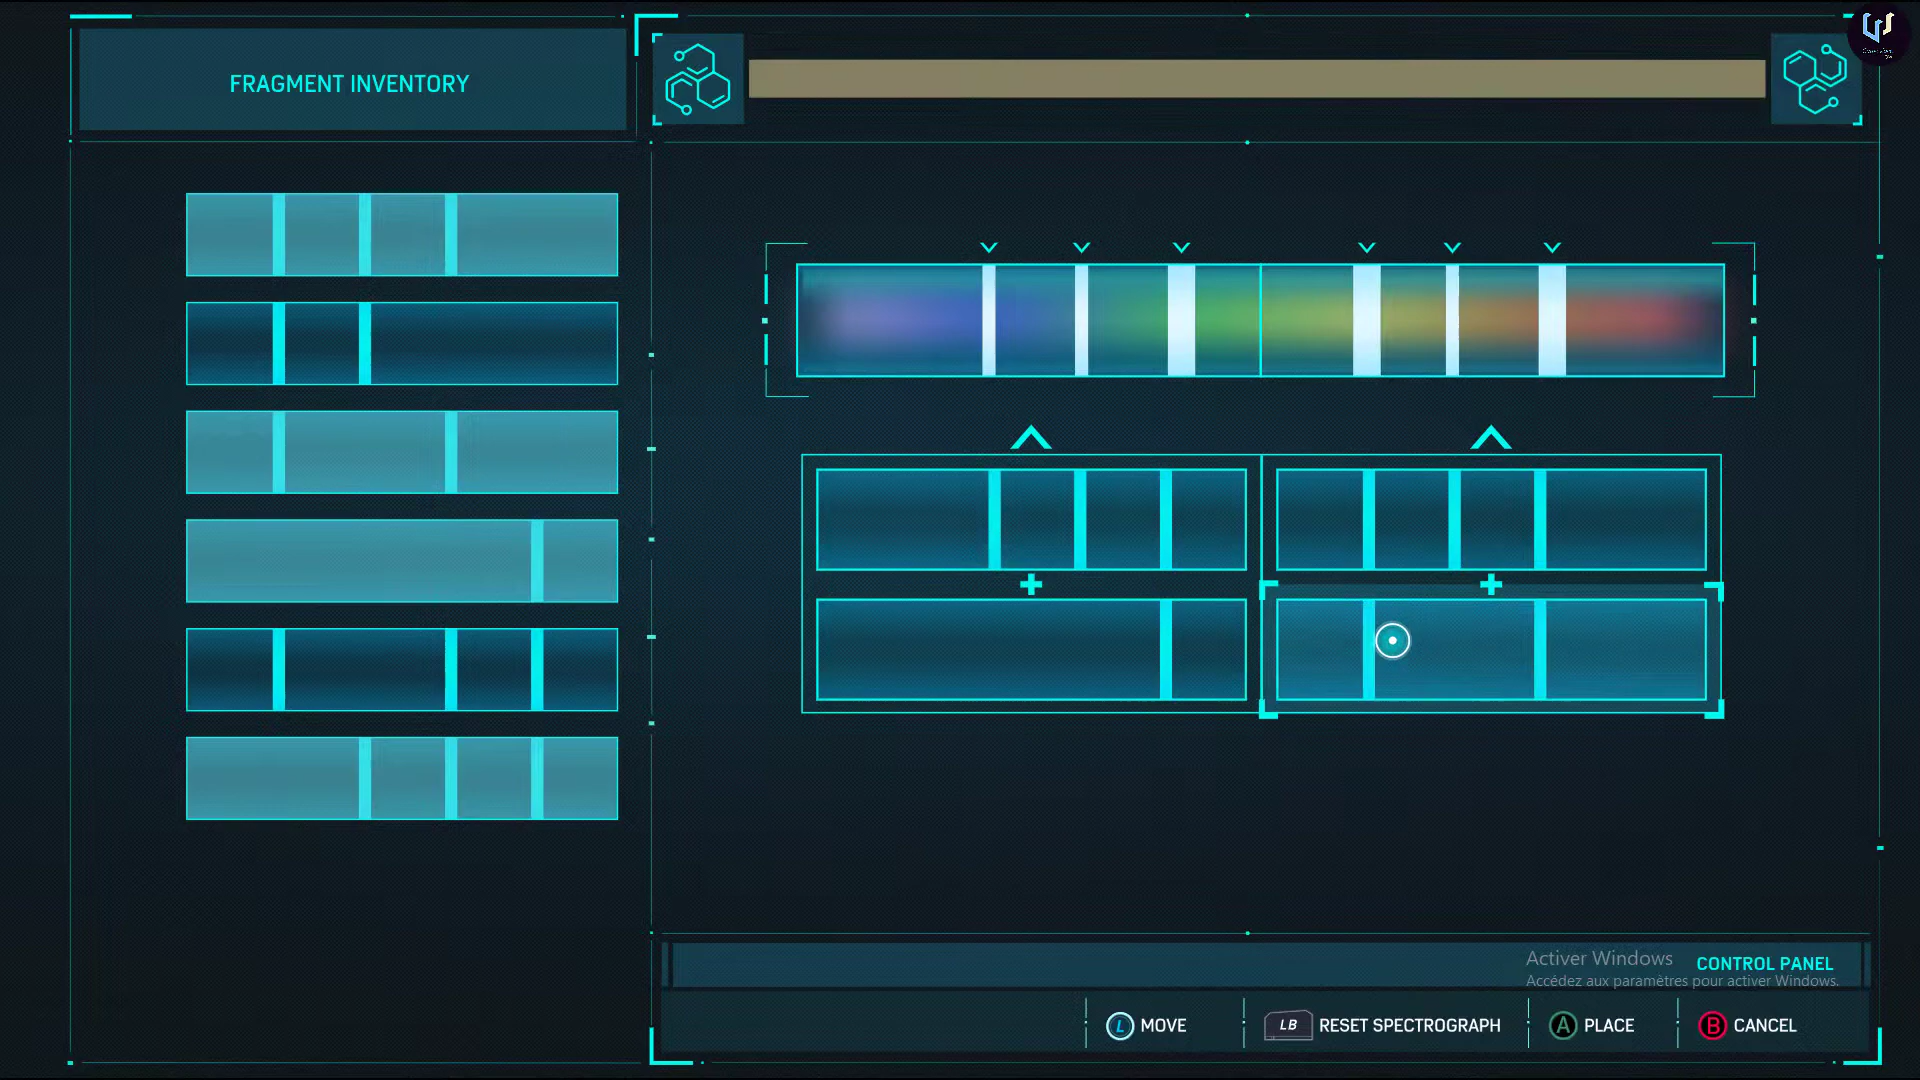 FRAGMENT INVENTORY
Activer Windows
CONTROL PANEL
Accédez aux paramètres pour activer Windows.
L MOVE
LB RESET SPECTROGRAPH
A PLACE
B CANCEL